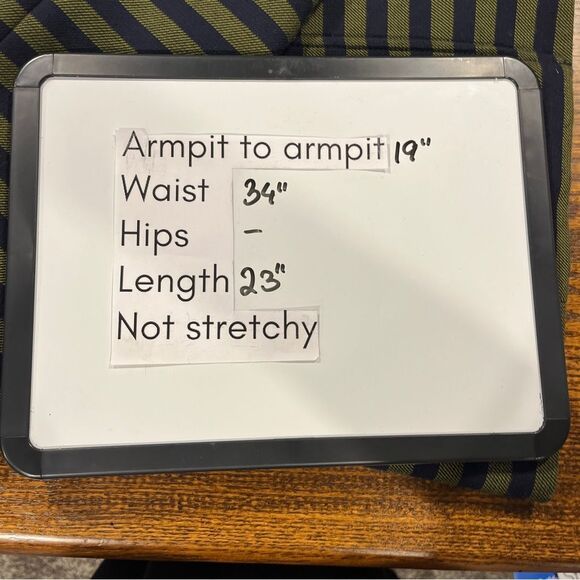 Armpit to armpit 19"
Waist 34"
Hips -
Length 23"
Not stretchy